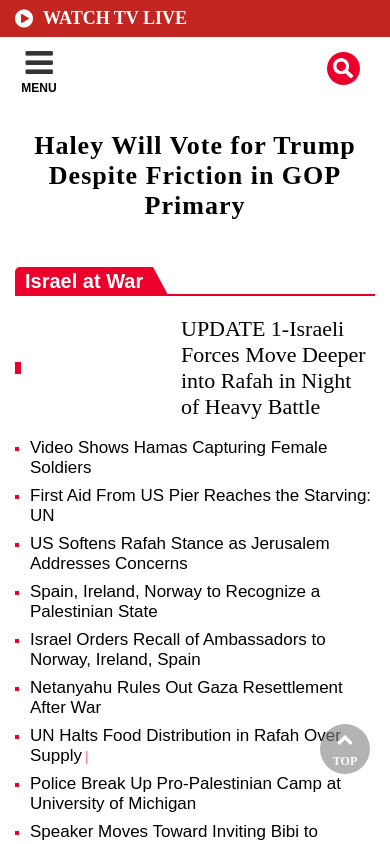 WATCH TV LIVE
MENU
Haley Will Vote for Trump
Despite Friction in GOP
Primary
Israel at War
UPDATE 1-Israeli
Forces Move Deeper
into Rafah in Night
of Heavy Battle
Video Shows Hamas Capturing Female
Soldiers
First Aid From US Pier Reaches the Starving:
UN
US Softens Rafah Stance as Jerusalem
Addresses Concerns
Spain, Ireland, Norway to Recognize a
Palestinian State
Israel Orders Recall of Ambassadors to
Norway, Ireland, Spain
Netanyahu Rules Out Gaza Resettlement
After War
UN Halts Food Distribution in Rafah Over
Supply |
TOP
Police Break Up Pro-Palestinian Camp at
University of Michigan
Speaker Moves Toward Inviting Bibi to